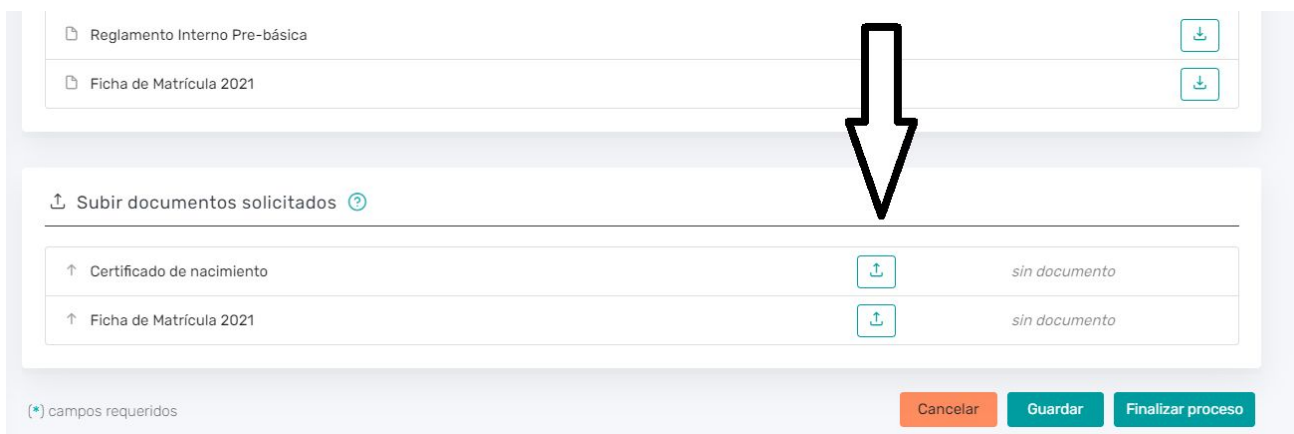 Reglamento Interno Pre-básica
Ficha de Matrícula 2021
Subir documentos solicitados ?
Certificado de nacimiento sin documento
Ficha de Matrícula 2021 sin documento
(*) campos requeridos Cancelar Guardar Finalizar proceso